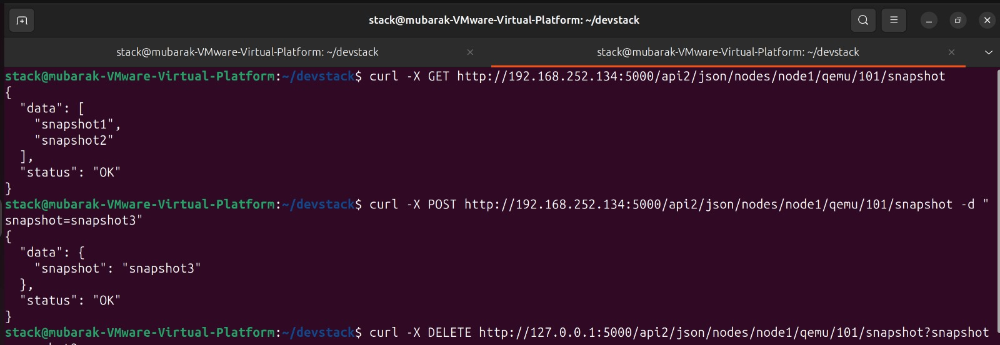 stack@mubarak-VMware-Virtual-Platform: ~/devstack
stack@mubarak-VMware-Virtual-Platform: ~/devstack
stack@mubarak-VMware-Virtual-Platform: ~/devstack
stack@mubarak-VMware-Virtual-Platform:~/devstack$ curl -X GET http://192.168.252.134:5000/api2/json/nodes/node1/qemu/101/snapshot
{
  "data": [
    "snapshot1",
    "snapshot2"
  ],
  "status": "OK"
}
stack@mubarak-VMware-Virtual-Platform:~/devstack$ curl -X POST http://192.168.252.134:5000/api2/json/nodes/node1/qemu/101/snapshot -d "
snapshot=snapshot3"
{
  "data": {
    "snapshot": "snapshot3"
  },
  "status": "OK"
}
stack@mubarak-VMware-Virtual-Platform:~/devstack$ curl -X DELETE http://127.0.0.1:5000/api2/json/nodes/node1/qemu/101/snapshot?snapshot